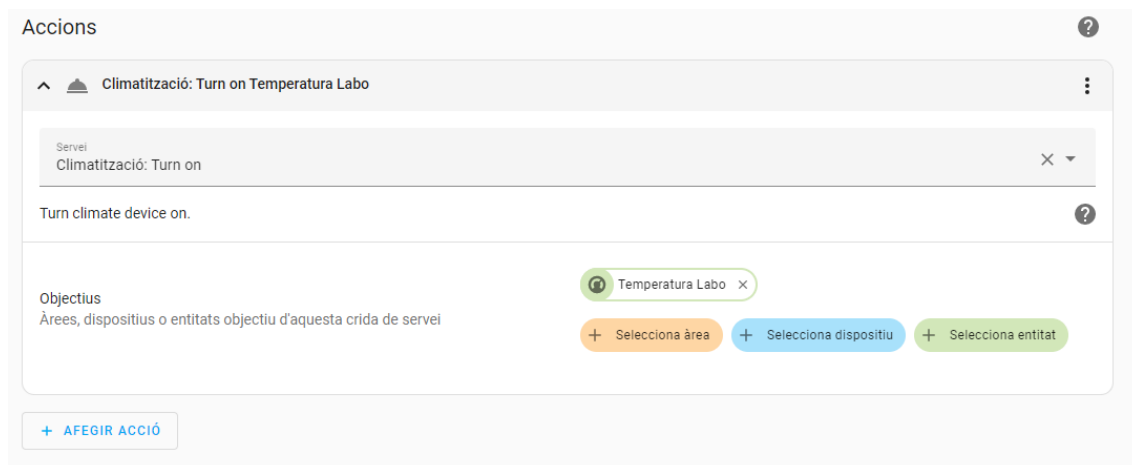 Accions
Climatització: Turn on Temperatura Labo
Servei
Climatització: Turn on
Turn climate device on.
Objectius
Àrees, dispositius o entitats objectiu d'aquesta crida de servei
Temperatura Labo
Selecciona àrea
Selecciona dispositiu
Selecciona entitat
AFEGIR ACCIÓ